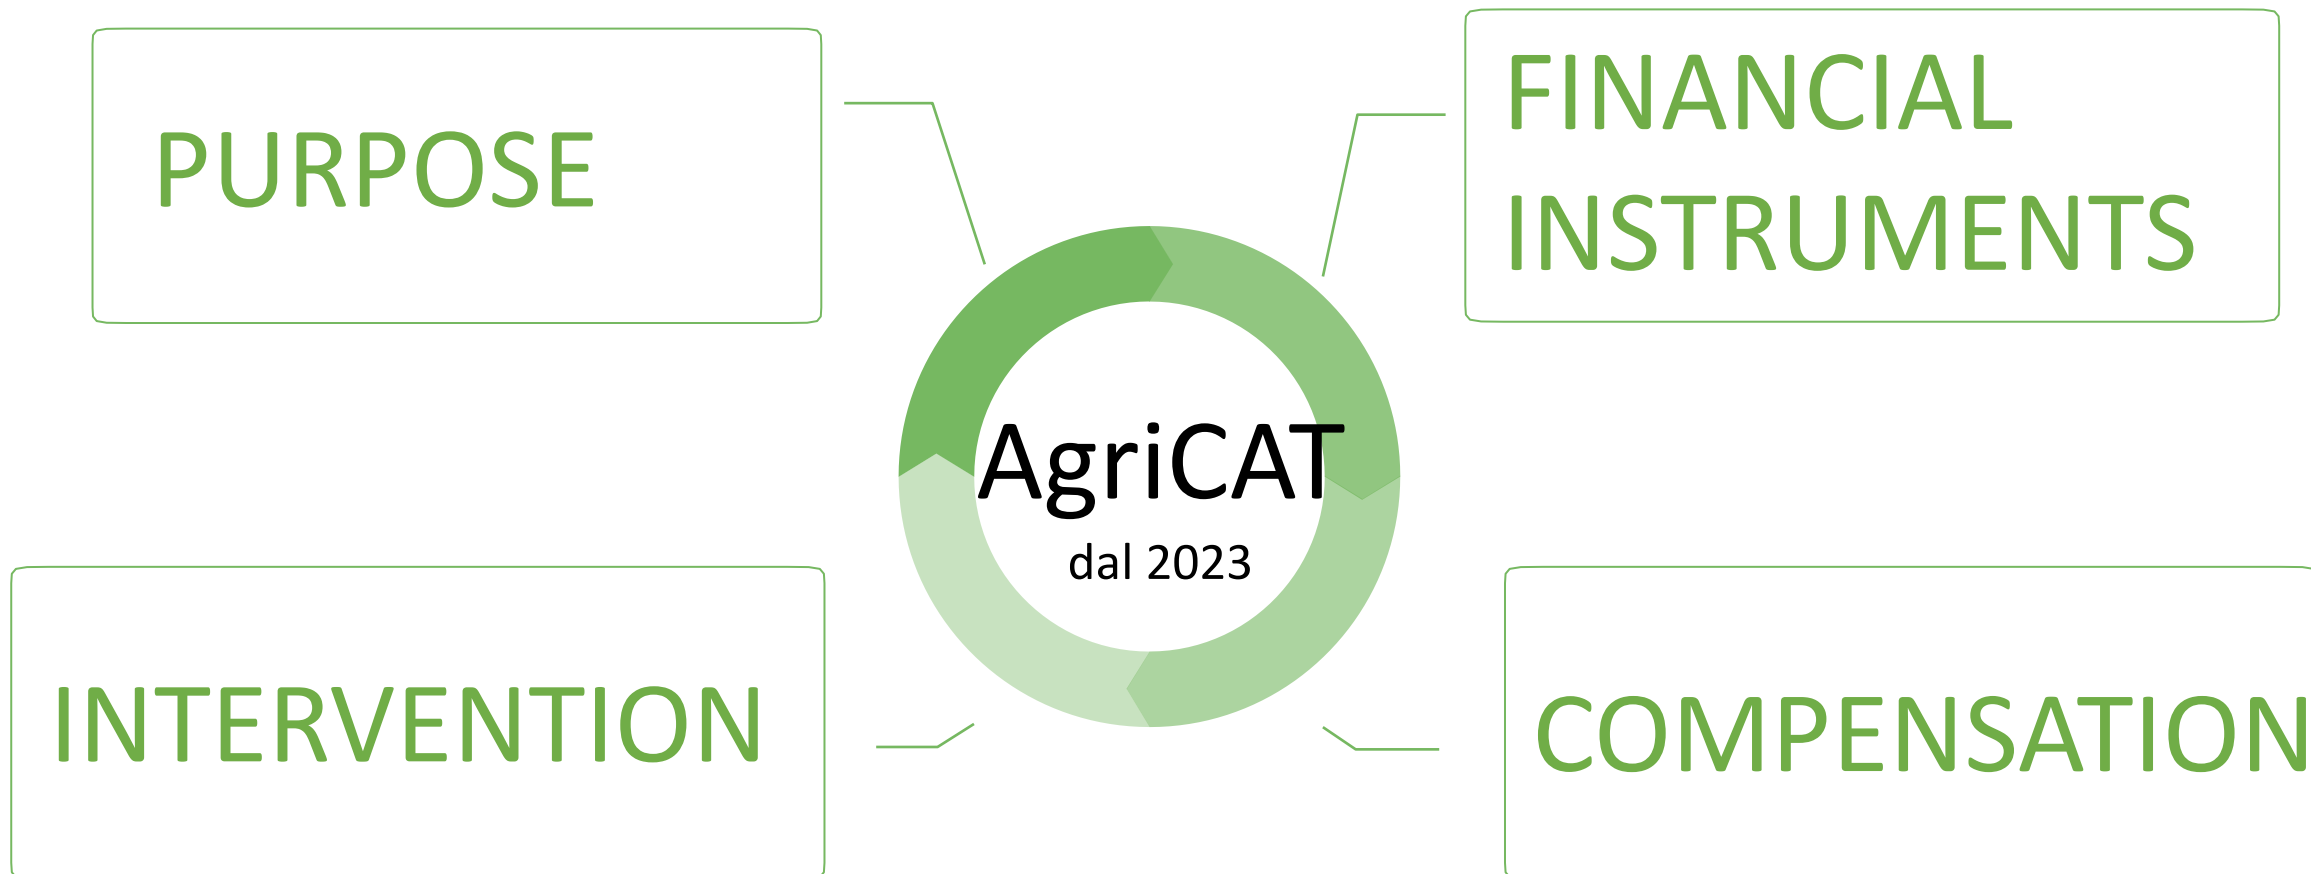 PURPOSE
FINANCIAL
INSTRUMENTS
AgriCAT
dal 2023
INTERVENTION
COMPENSATION